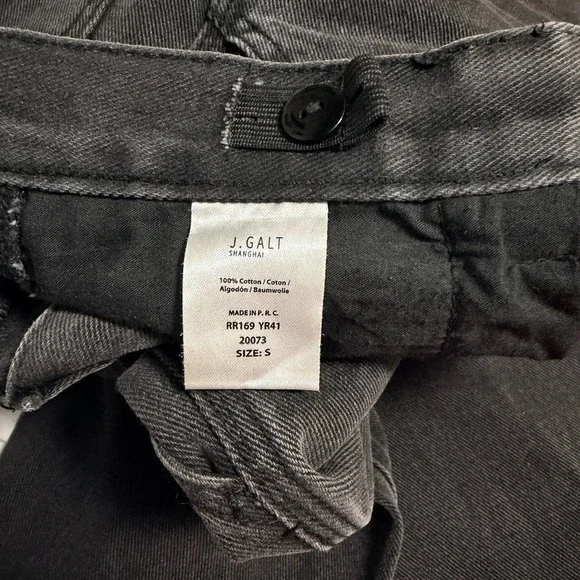 J.GALT
SHANGHAI
100% Cotton / Coton /
Algodón / Baumwolle
MADE IN P. R. C.
RR169 YR41
20073
SIZE: S